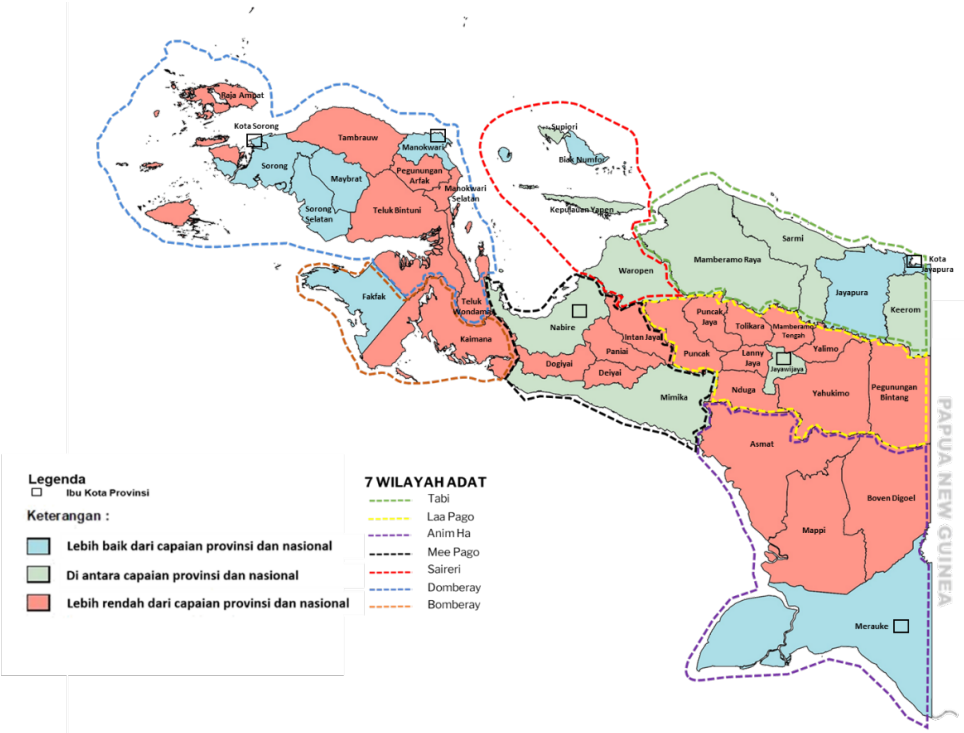 Raja Ampat
Kota Sorong
Tambrauw
Manokwari
Sorong
Maybrat
Pegunungan
Arfak
Manokwari
Selatan
Sorong
Selatan
Teluk Bintuni
Supiori
Biak Numfor
Kepulauan Yapen
Fakfak
Teluk
Wondama
Kaimana
Waropen
Mamberamo Raya
Sarmi
Kota
Jayapura
Jayapura
Keerom
Nabire
Intan Jaya
Paniai
Dogiyai
Deiyai
Mimika
Puncak
Jaya
Tolikara
Mamberamo
Tengah
Puncak
Lanny
Jaya
Yalimo
Jayawijaya
Nduga
Yahukimo
Pegunungan
Bintang
Asmat
Mappi
Boven Digoel
Merauke
PAPUA NEW GUINEA
Legenda
Ibu Kota Provinsi
Keterangan :
Lebih baik dari capaian provinsi dan nasional
Di antara capaian provinsi dan nasional
Lebih rendah dari capaian provinsi dan nasional
7 WILAYAH ADAT
Tabi
Laa Pago
Anim Ha
Mee Pago
Saireri
Domberay
Bomberay